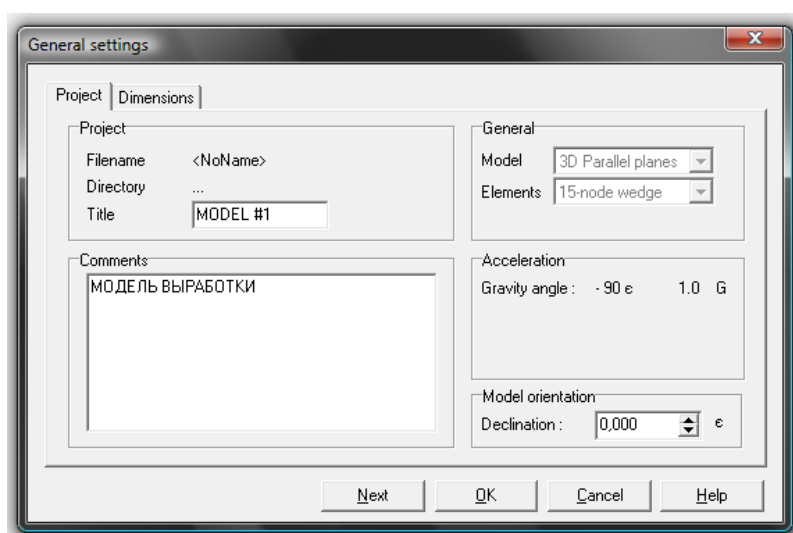 General settings
Project
Dimensions
Project
Filename <NoName>
Directory ...
Title MODEL #1
Comments
МОДЕЛЬ ВЫРАБОТКИ
General
Model 3D Parallel planes
Elements 15-node wedge
Acceleration
Gravity angle : - 90 є 1.0 G
Model orientation
Declination : 0,000 є
Next
OK
Cancel
Help